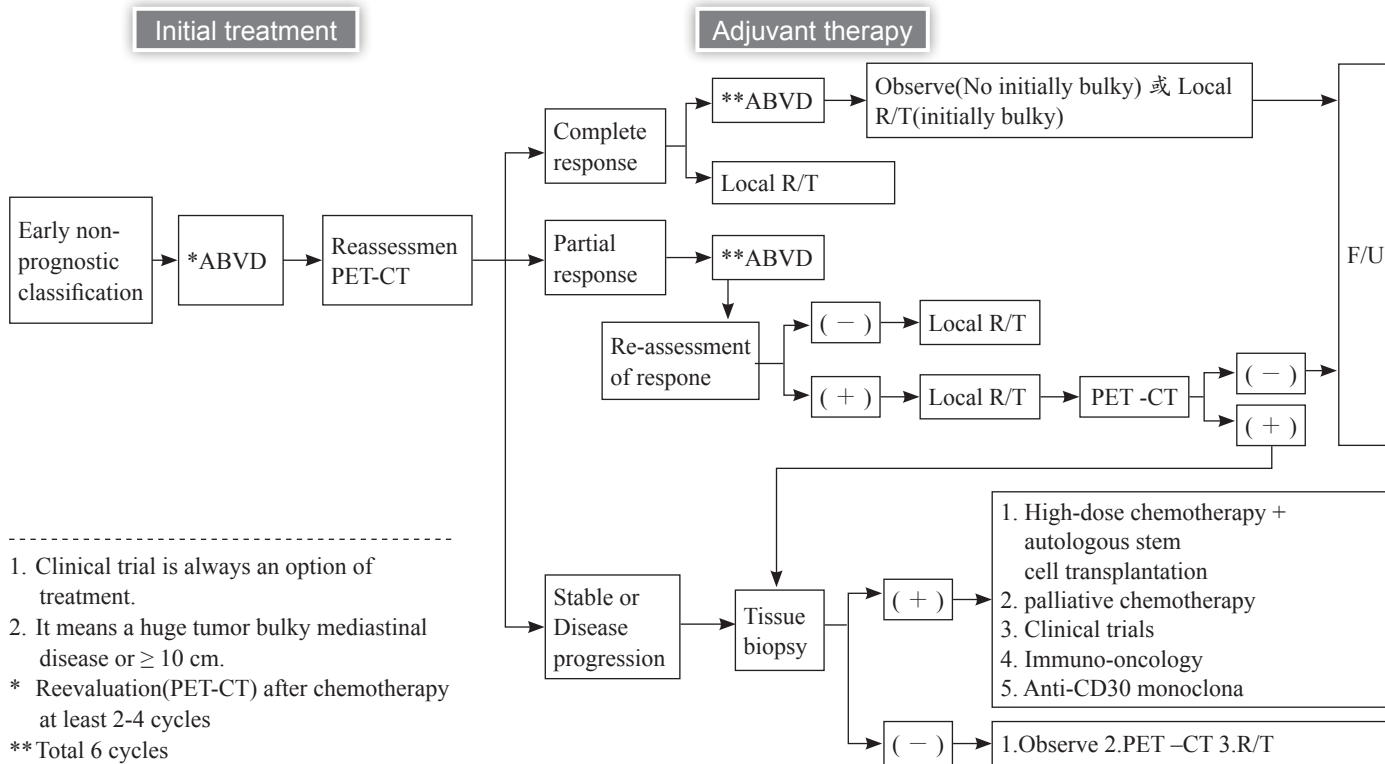 Initial treatment
Adjuvant therapy
Early non-
prognostic
classification
*ABVD
Reassessmen
PET-CT
Complete
response
**ABVD
Observe(No initially bulky) 或 Local
R/T(initially bulky)
Local R/T
Partial
response
**ABVD
Re-assessment
of respone
(－)
Local R/T
(＋)
Local R/T
PET -CT
(－)
(＋)
F/U
Stable or
Disease
progression
Tissue
biopsy
(＋)
1. High-dose chemotherapy +
autologous stem
cell transplantation
2. palliative chemotherapy
3. Clinical trials
4. Immuno-oncology
5. Anti-CD30 monoclona
(－)
1.Observe 2.PET –CT 3.R/T
1. Clinical trial is always an option of
treatment.
2. It means a huge tumor bulky mediastinal
disease or ≥ 10 cm.
* Reevaluation(PET-CT) after chemotherapy
at least 2-4 cycles
**Total 6 cycles